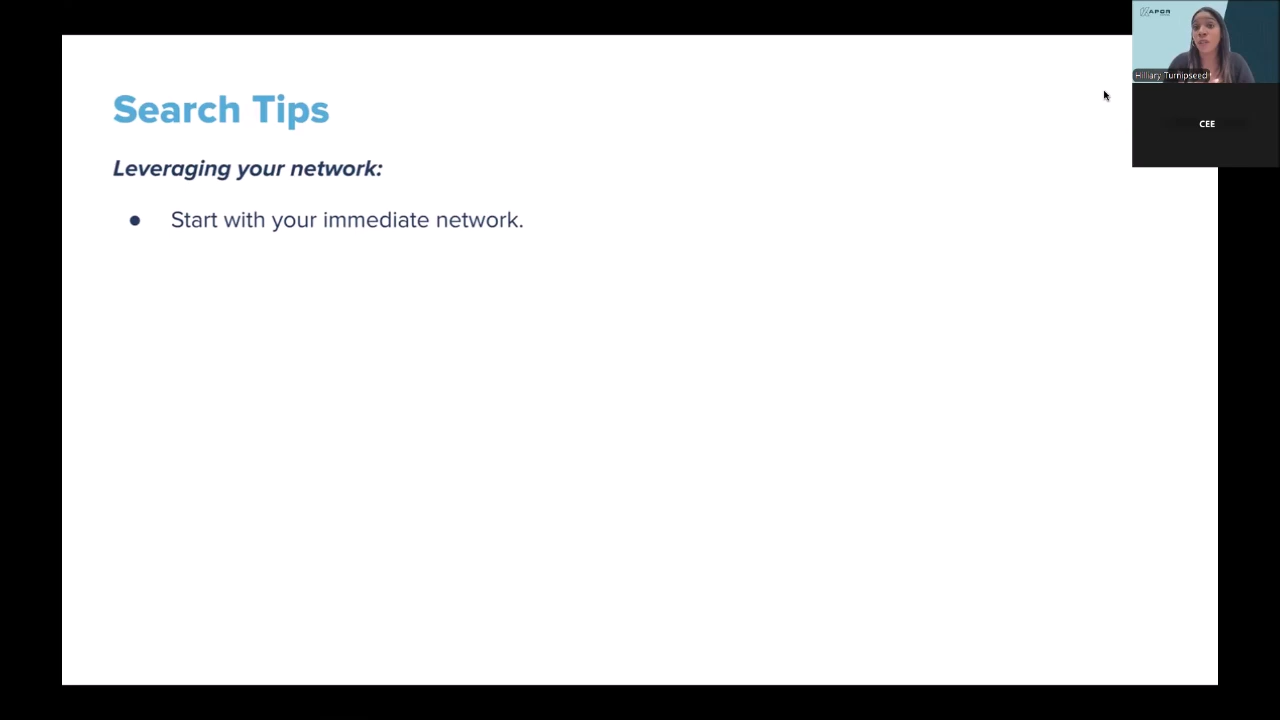 Search Tips
Leveraging your network:
● Start with your immediate network.
Hilliary Turnipseed
CEE